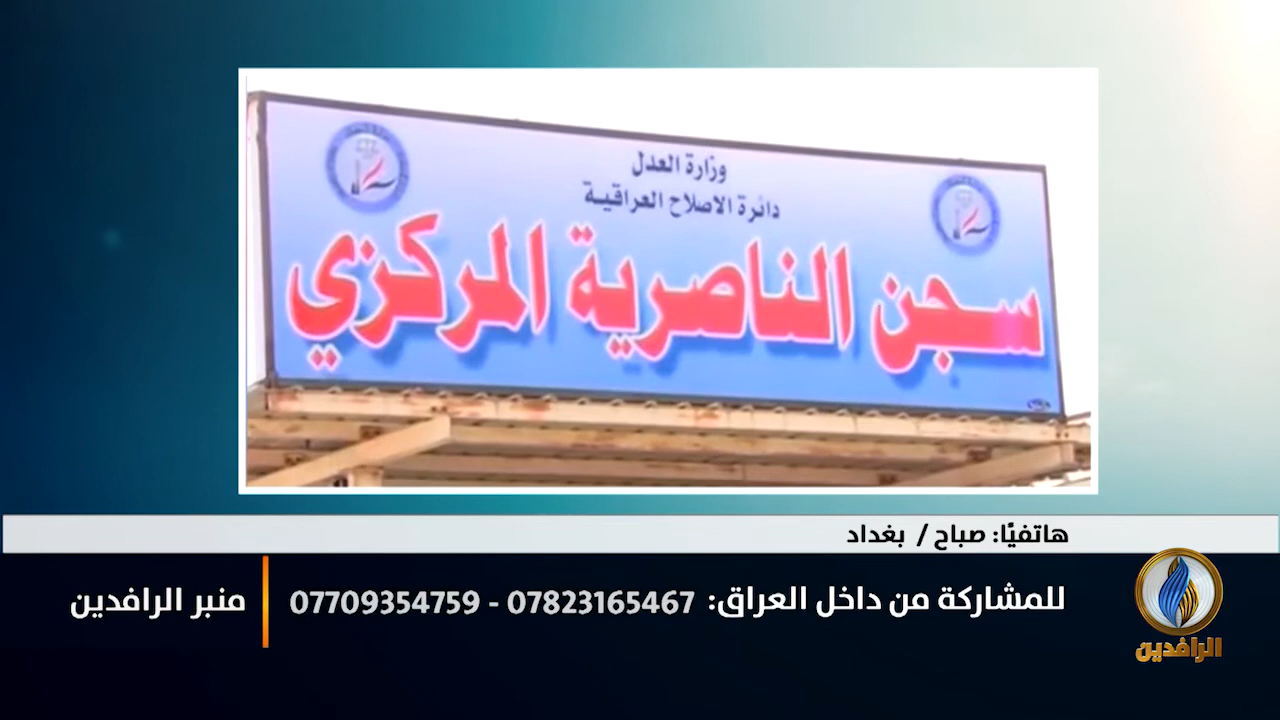 وزارة العدل
دائرة الاصلاح العراقية
سجن الناصرية المركزي
هاتفيًا: صباح / بغداد
للمشاركة من داخل العراق: 07823165467 - 07709354759
منبر الرافدين
الرافدين